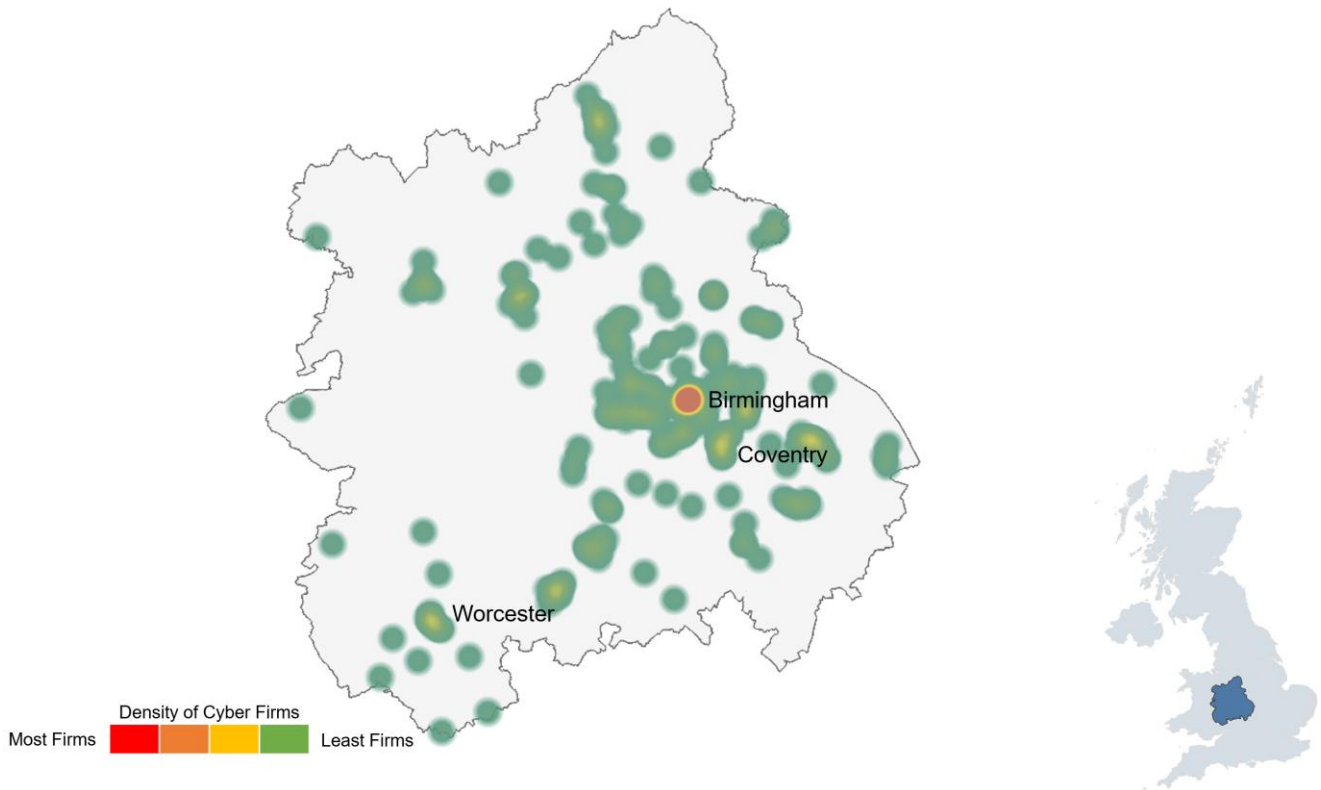 Birmingham
Coventry
Worcester
Density of Cyber Firms
Most Firms
Least Firms